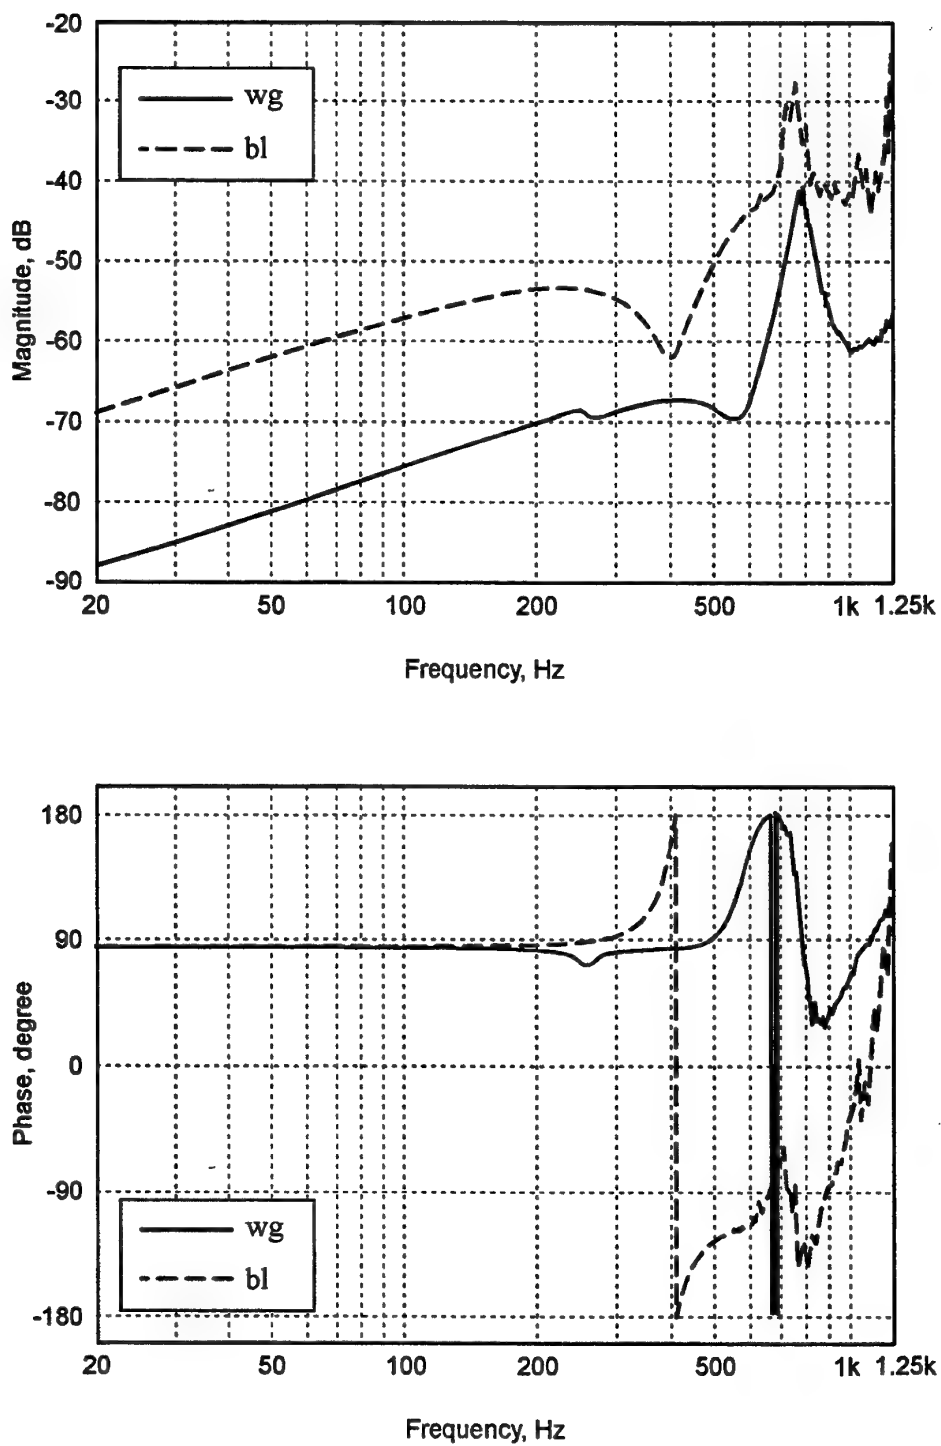 -20
-30
-40
-50
-60
-70
-80
-90
Magnitude, dB
wg
bl
20 50 100 200 500 1k 1.25k
Frequency, Hz
180
90
0
-90
-180
Phase, degree
wg
bl
20 50 100 200 500 1k 1.25k
Frequency, Hz